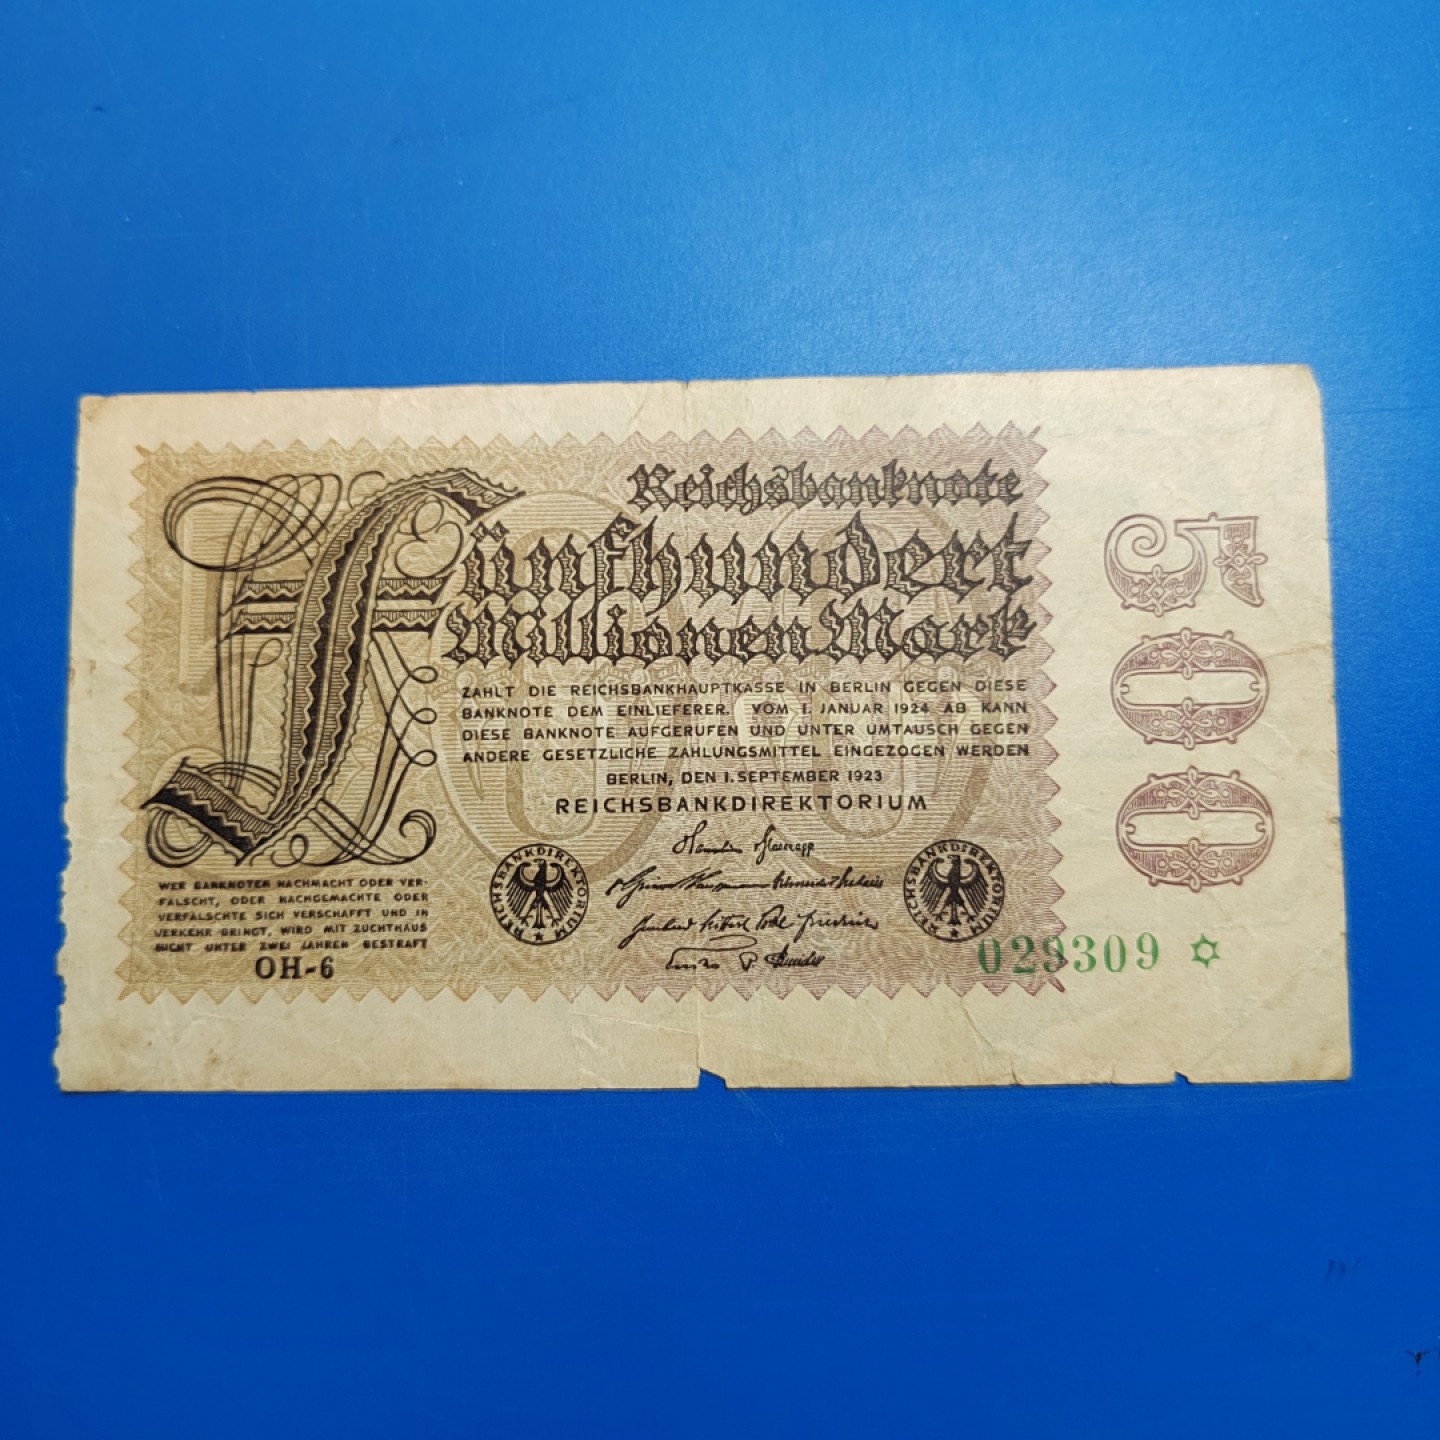 Reichsbanknote
Fünfhundert
Millionen Mark
ZAHLT DIE REICHSBANKHAUPTKASSE IN BERLIN GEGEN DIESE
BANKNOTE DEM EINLIEFERER. VOM 1. JANUAR 1924 AB KANN
DIESE BANKNOTE AUFGERUFEN UND UNTER UMTAUSCH GEGEN
ANDERE GESETZLICHE ZAHLUNGSMITTEL EINGEZOGEN WERDEN
BERLIN, DEN 1. SEPTEMBER 1923
REICHSBANKDIREKTORIUM
REICHSBANKDIREKTORIUM ★
REICHSBANKDIREKTORIUM ★
WER BANKNOTEN NACHMACHT ODER VER-
FÄLSCHT, ODER NACHGEMACHTE ODER
VERFÄLSCHTE SICH VERSCHAFFT UND IN
VERKEHR BRINGT, WIRD MIT ZUCHTHAUS
NICHT UNTER ZWEI JAHREN BESTRAFT
OH-6
029309 ✡
500